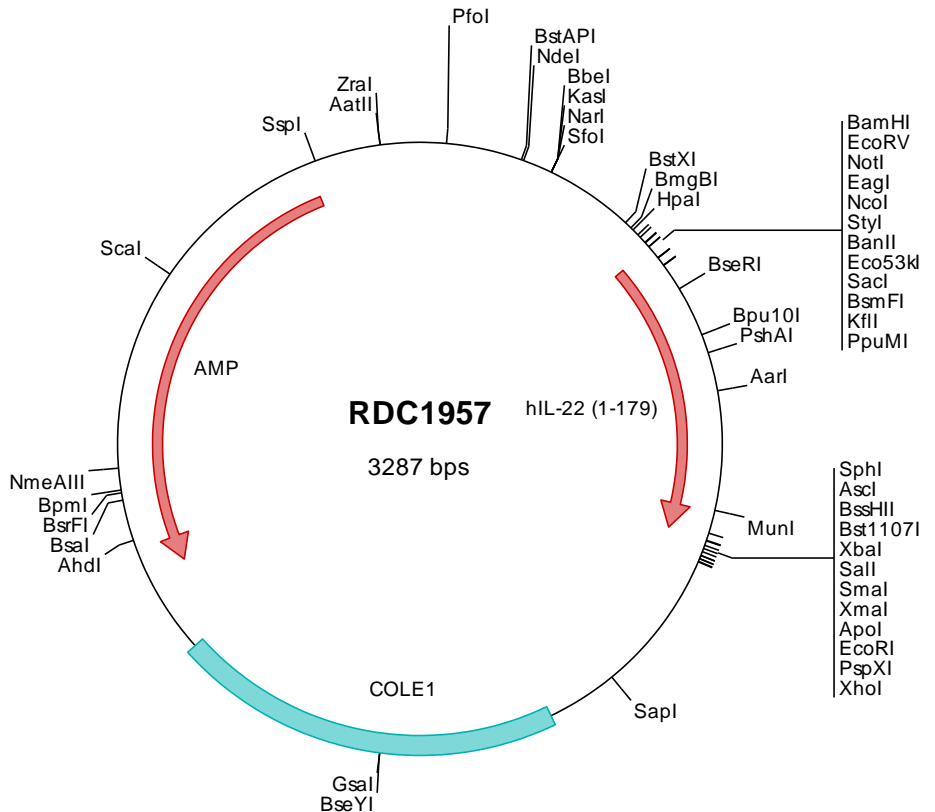 PfoI
BstAPI
NdeI
BbeI
KasI
NarI
SfoI
ZraI
AatII
SspI
ScaI
BstXI
BmgBI
HpaI
BamHI
EcoRV
NotI
EagI
NcoI
StyI
BanII
Eco53kI
SacI
BsmFI
KflI
PpuMI
BseRI
Bpu10I
PshAI
AarI
AMP
RDC1957
3287 bps
hIL-22 (1-179)
NmeAIII
BpmI
BsrFI
BsaI
AhdI
MunI
SphI
AscI
BssHII
Bst1107I
XbaI
SalI
SmaI
XmaI
ApoI
EcoRI
PspXI
XhoI
COLE1
SapI
GsaI
BseYI